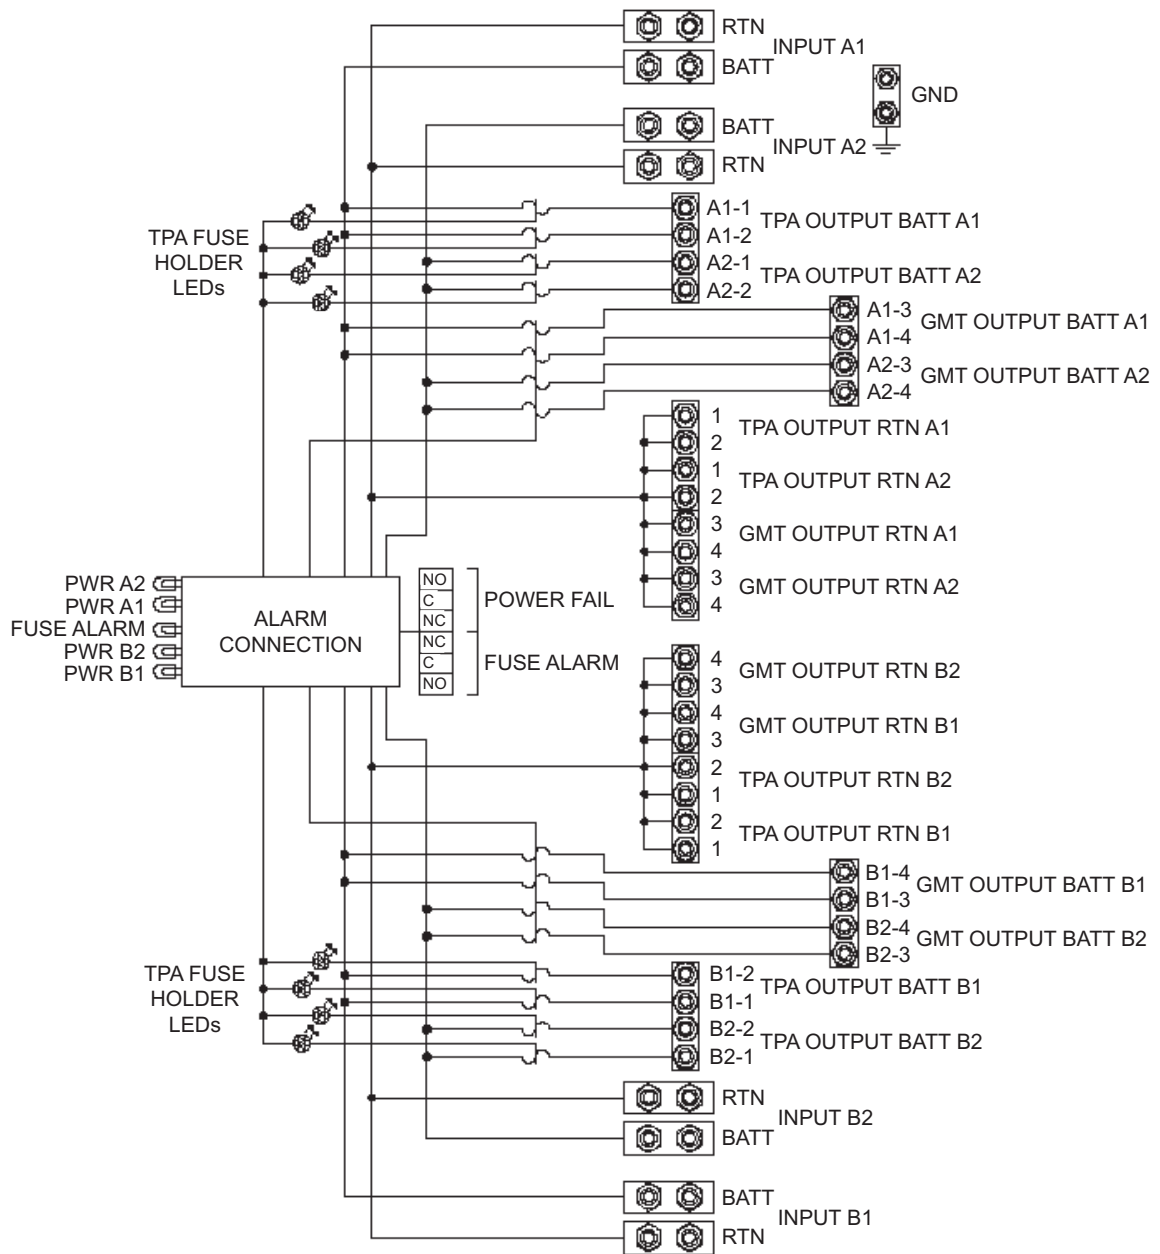 RTN
INPUT A1
BATT
GND
BATT
INPUT A2
RTN
A1-1
TPA OUTPUT BATT A1
A1-2
A2-1
TPA OUTPUT BATT A2
A2-2
TPA FUSE
HOLDER
LEDs
A1-3
GMT OUTPUT BATT A1
A1-4
A2-3
GMT OUTPUT BATT A2
A2-4
1
TPA OUTPUT RTN A1
2
1
TPA OUTPUT RTN A2
2
3
GMT OUTPUT RTN A1
4
3
GMT OUTPUT RTN A2
4
PWR A2
PWR A1
FUSE ALARM
PWR B2
PWR B1
ALARM
CONNECTION
NO
C
NC
POWER FAIL
NC
C
NO
FUSE ALARM
4
GMT OUTPUT RTN B2
3
4
GMT OUTPUT RTN B1
3
2
TPA OUTPUT RTN B2
1
2
TPA OUTPUT RTN B1
1
B1-4
GMT OUTPUT BATT B1
B1-3
B2-4
GMT OUTPUT BATT B2
B2-3
TPA FUSE
HOLDER
LEDs
B1-2
TPA OUTPUT BATT B1
B1-1
B2-2
TPA OUTPUT BATT B2
B2-1
RTN
INPUT B2
BATT
BATT
INPUT B1
RTN